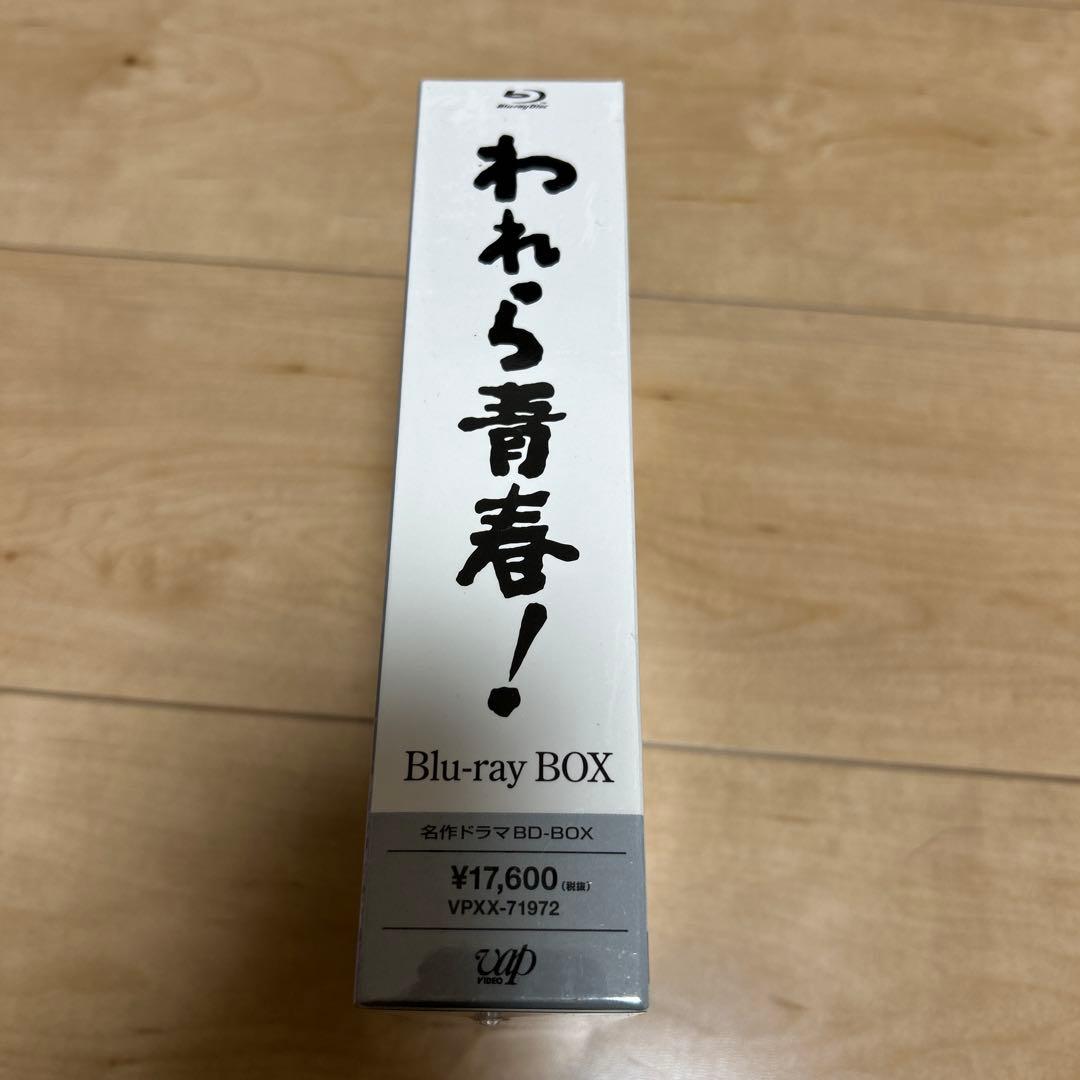 Blu-ray Disc
われら青春！
Blu-ray BOX
名作ドラマBD-BOX
¥17,600(税抜)
VPXX-71972
vap
VIDEO